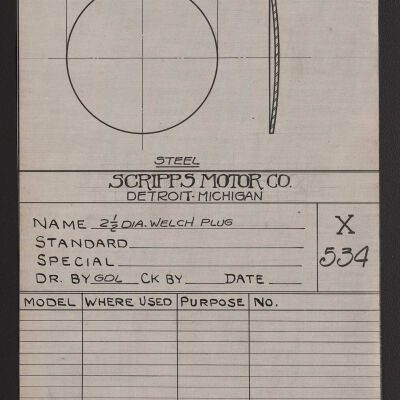 STEEL
SCRIPPS MOTOR CO.
DETROIT-MICHIGAN
NAME 2½ DIA. WELCH PLUG
STANDARD
SPECIAL
X
534
DR. BY GOL CK BY DATE
MODEL WHERE USED PURPOSE NO.